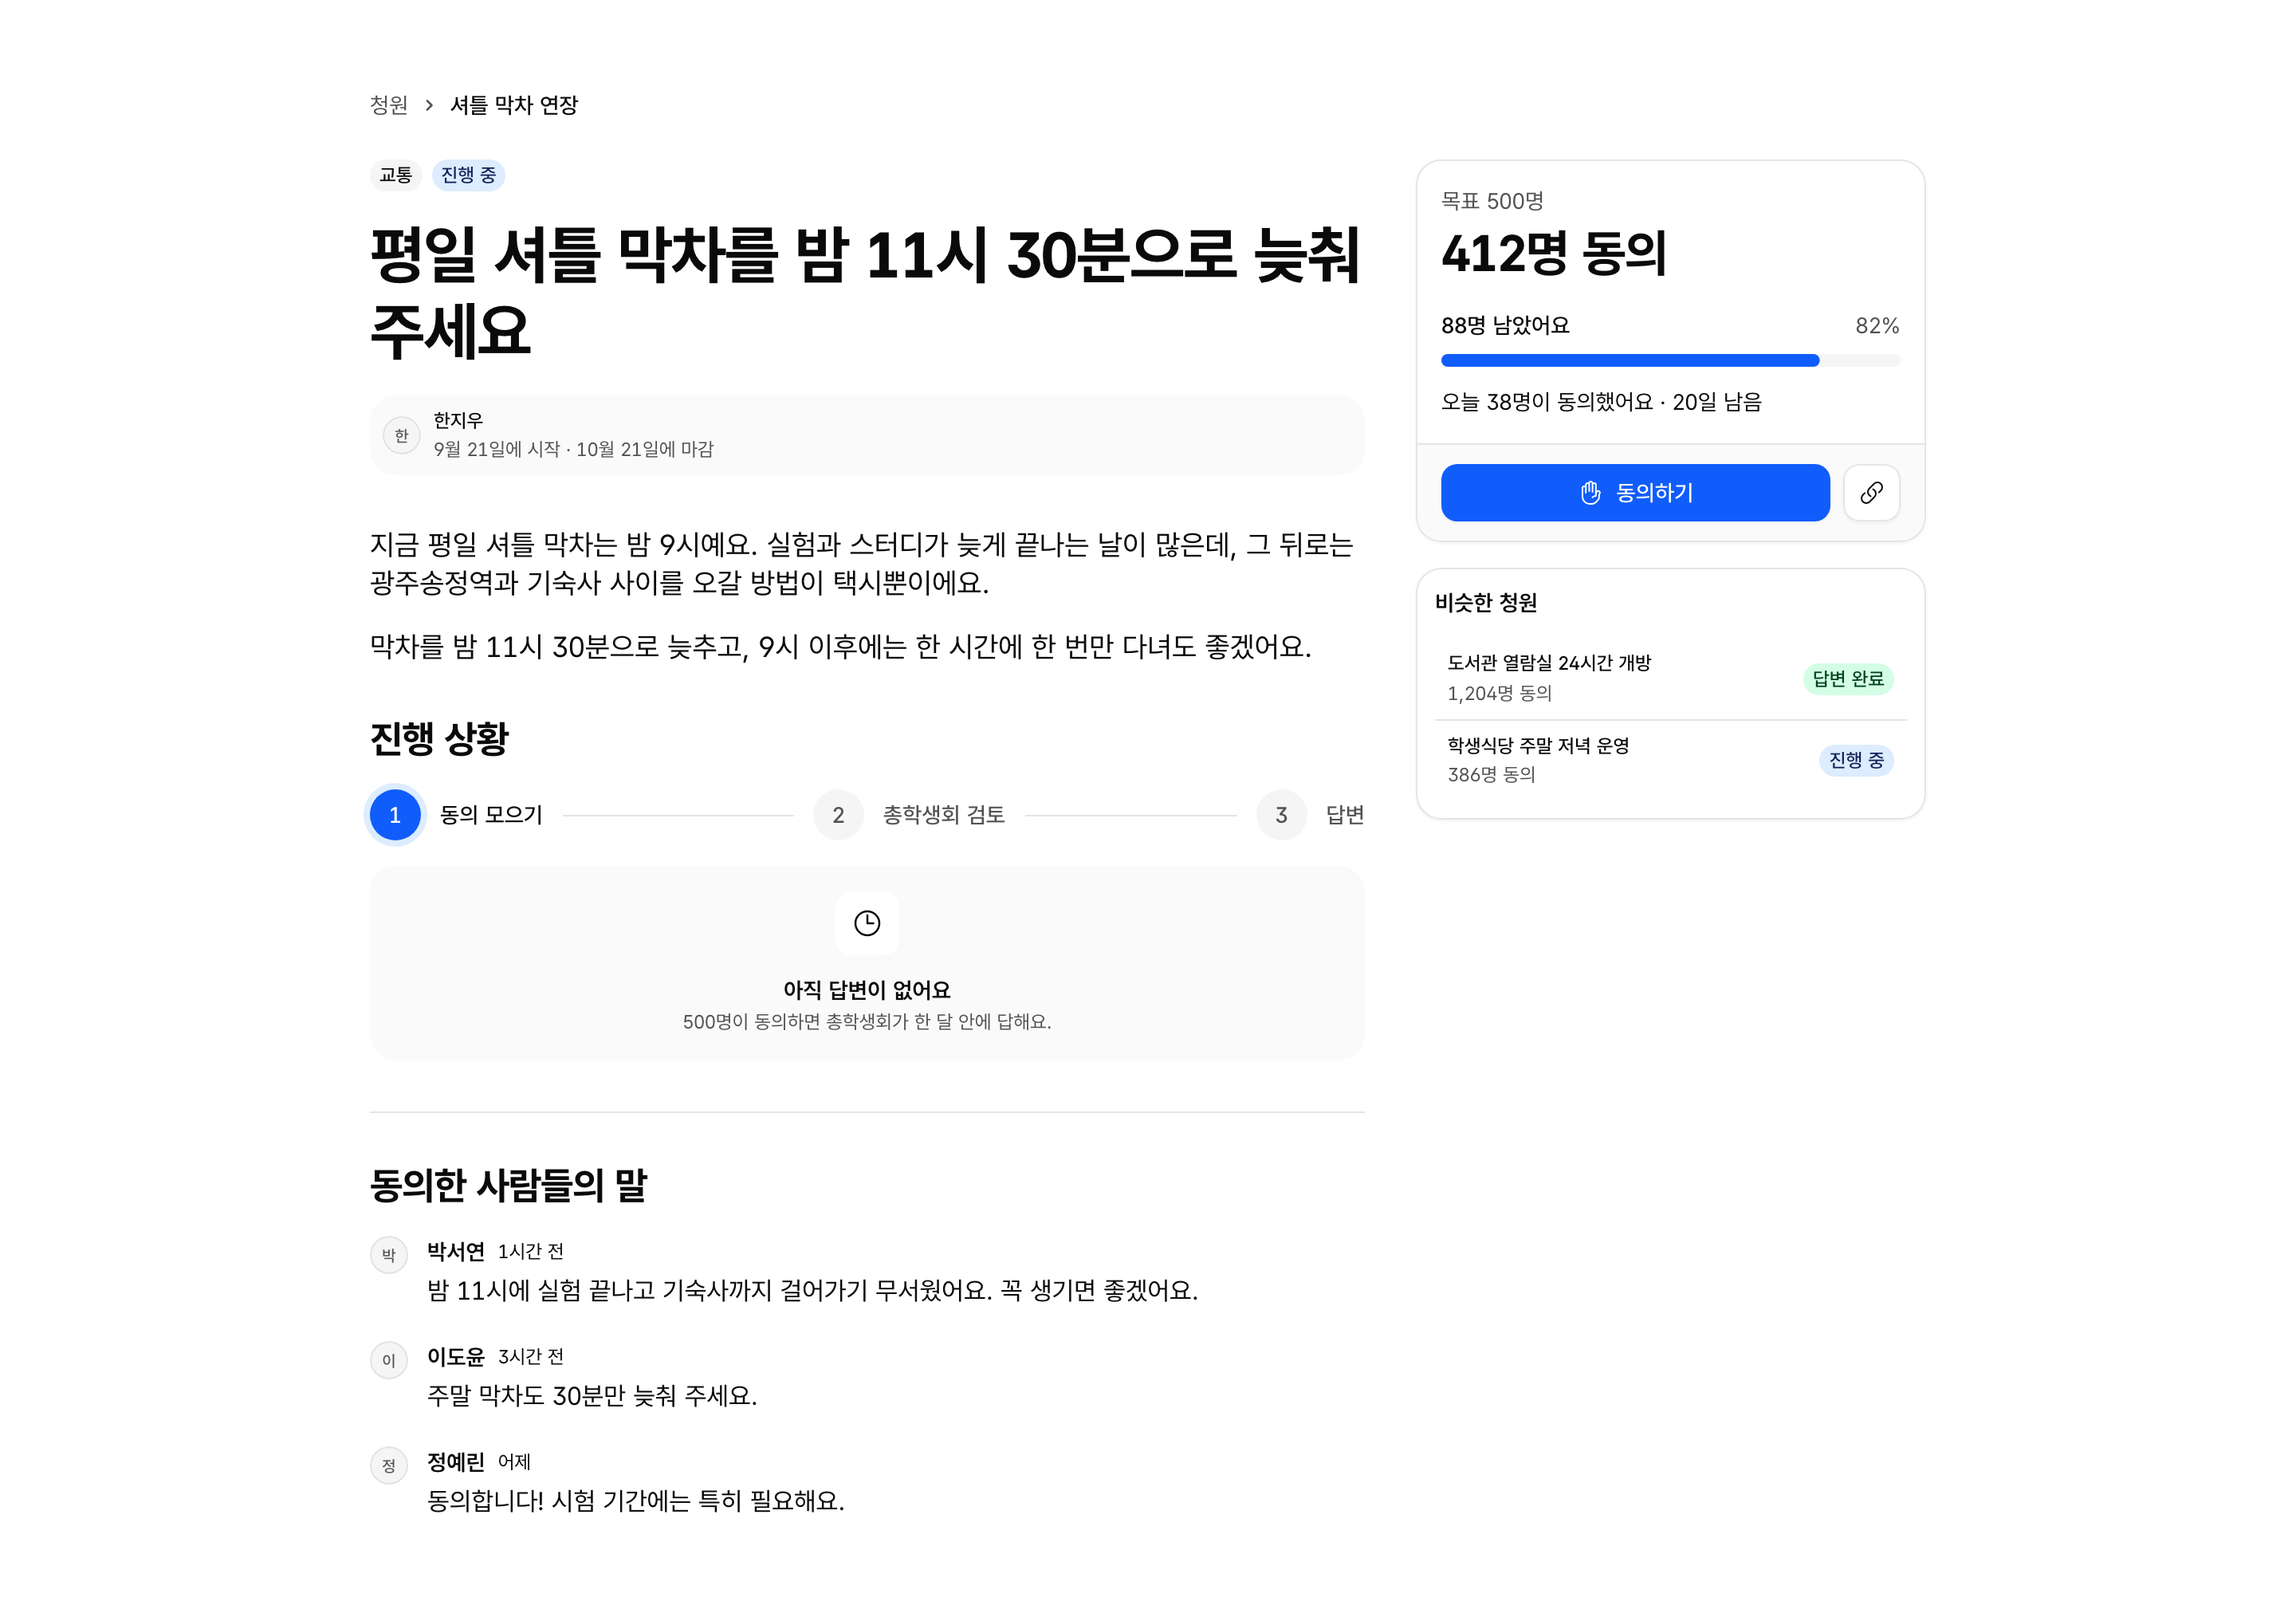 청원 > 셔틀 막차 연장
교통 진행 중
평일 셔틀 막차를 밤 11시 30분으로 늦춰
주세요
한
한지우
9월 21일에 시작 · 10월 21일에 마감
지금 평일 셔틀 막차는 밤 9시예요. 실험과 스터디가 늦게 끝나는 날이 많은데, 그 뒤로는
광주송정역과 기숙사 사이를 오갈 방법이 택시뿐이에요.
막차를 밤 11시 30분으로 늦추고, 9시 이후에는 한 시간에 한 번만 다녀도 좋겠어요.
진행 상황
1 동의 모으기 2 총학생회 검토 3 답변
아직 답변이 없어요
500명이 동의하면 총학생회가 한 달 안에 답해요.
동의한 사람들의 말
박
박서연 1시간 전
밤 11시에 실험 끝나고 기숙사까지 걸어가기 무서웠어요. 꼭 생기면 좋겠어요.
이
이도윤 3시간 전
주말 막차도 30분만 늦춰 주세요.
정
정예린 어제
동의합니다! 시험 기간에는 특히 필요해요.
목표 500명
412명 동의
88명 남았어요 82%
오늘 38명이 동의했어요 · 20일 남음
동의하기
비슷한 청원
도서관 열람실 24시간 개방
1,204명 동의
답변 완료
학생식당 주말 저녁 운영
386명 동의
진행 중